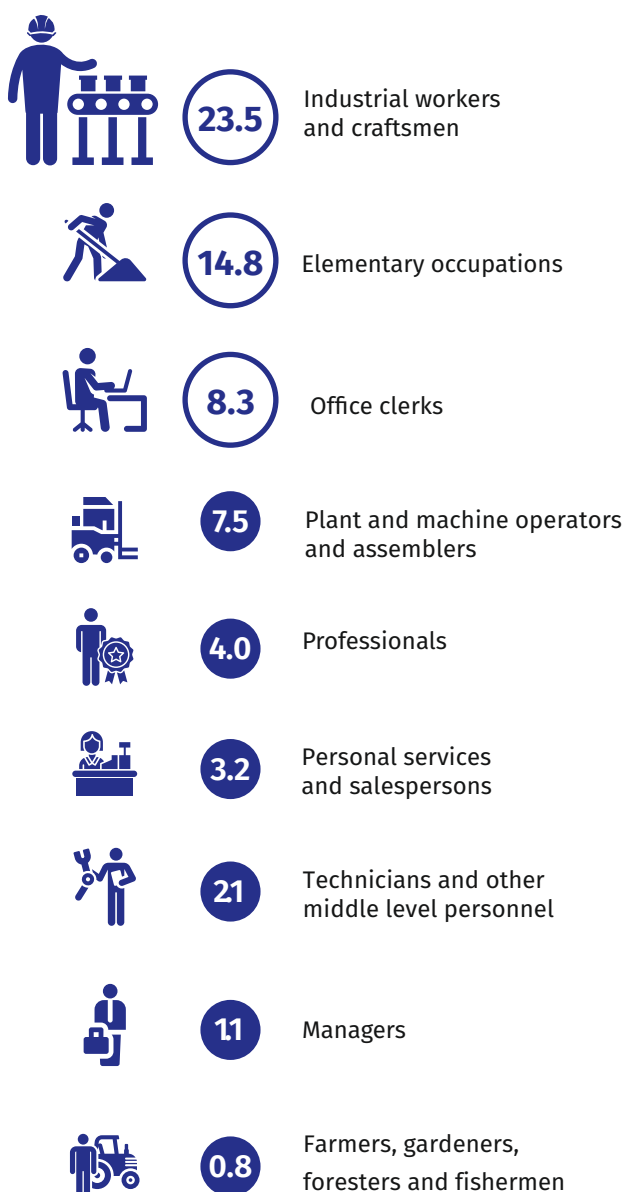 23.5
Industrial workers
and craftsmen
14.8
Elementary occupations
8.3
Office clerks
7.5
Plant and machine operators
and assemblers
4.0
Professionals
3.2
Personal services
and salespersons
2.1
Technicians and other
middle level personnel
1.1
Managers
0.8
Farmers, gardeners,
foresters and fishermen